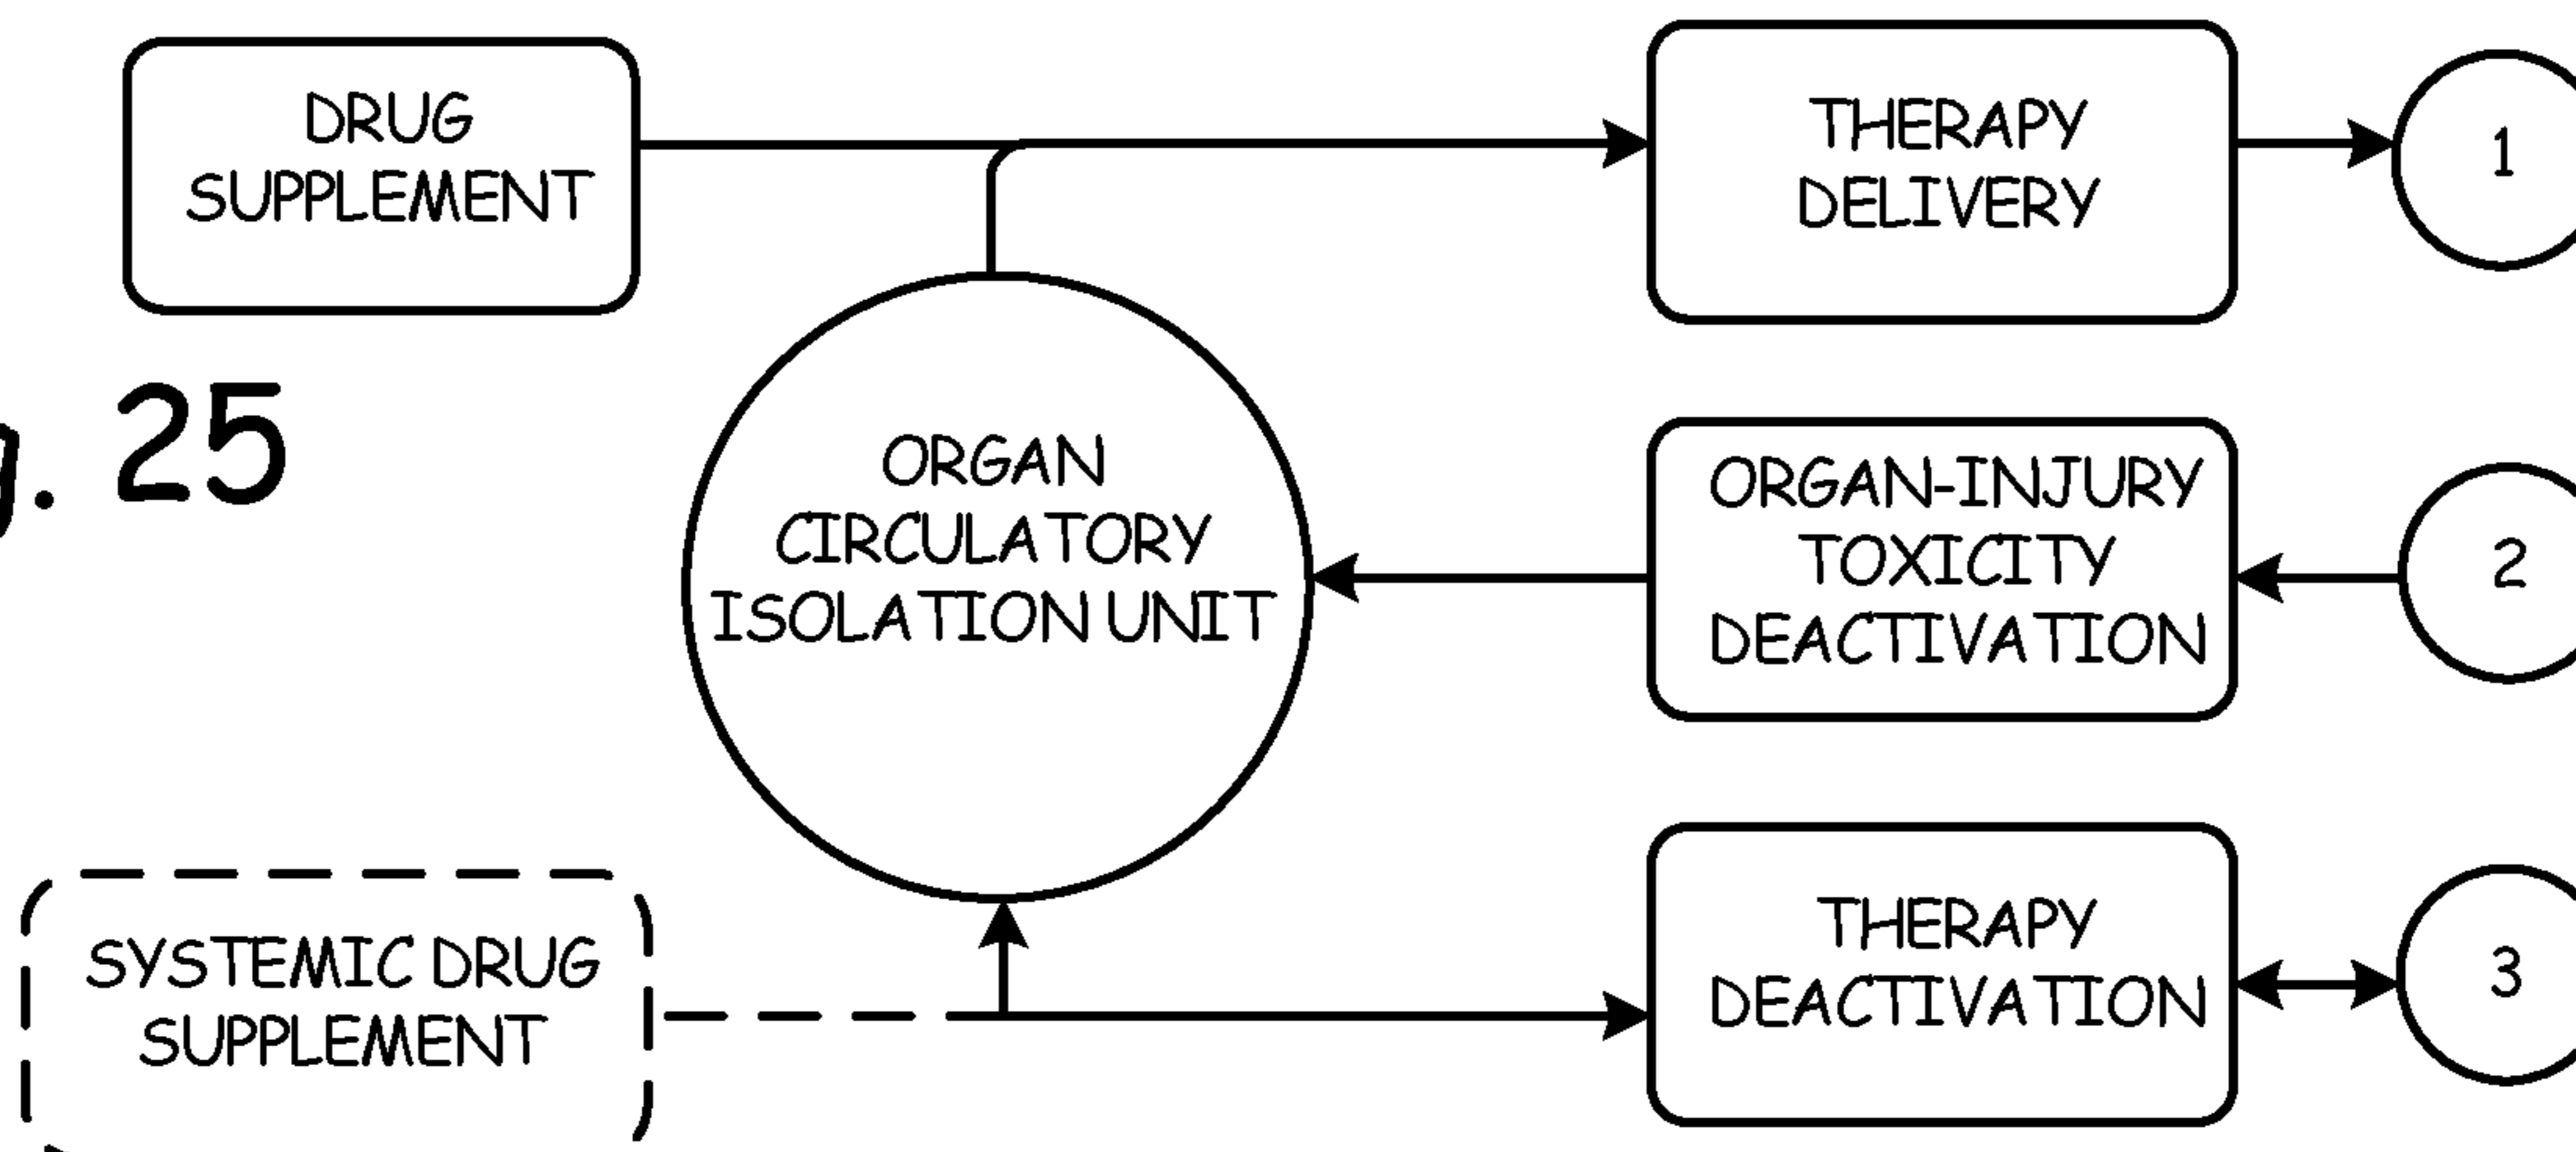 DRUG
SUPPLEMENT
THERAPY
DELIVERY
1
25
ORGAN
CIRCULATORY
ISOLATION UNIT
ORGAN-INJURY
TOXICITY
DEACTIVATION
2
SYSTEMIC DRUG
SUPPLEMENT
THERAPY
DEACTIVATION
3